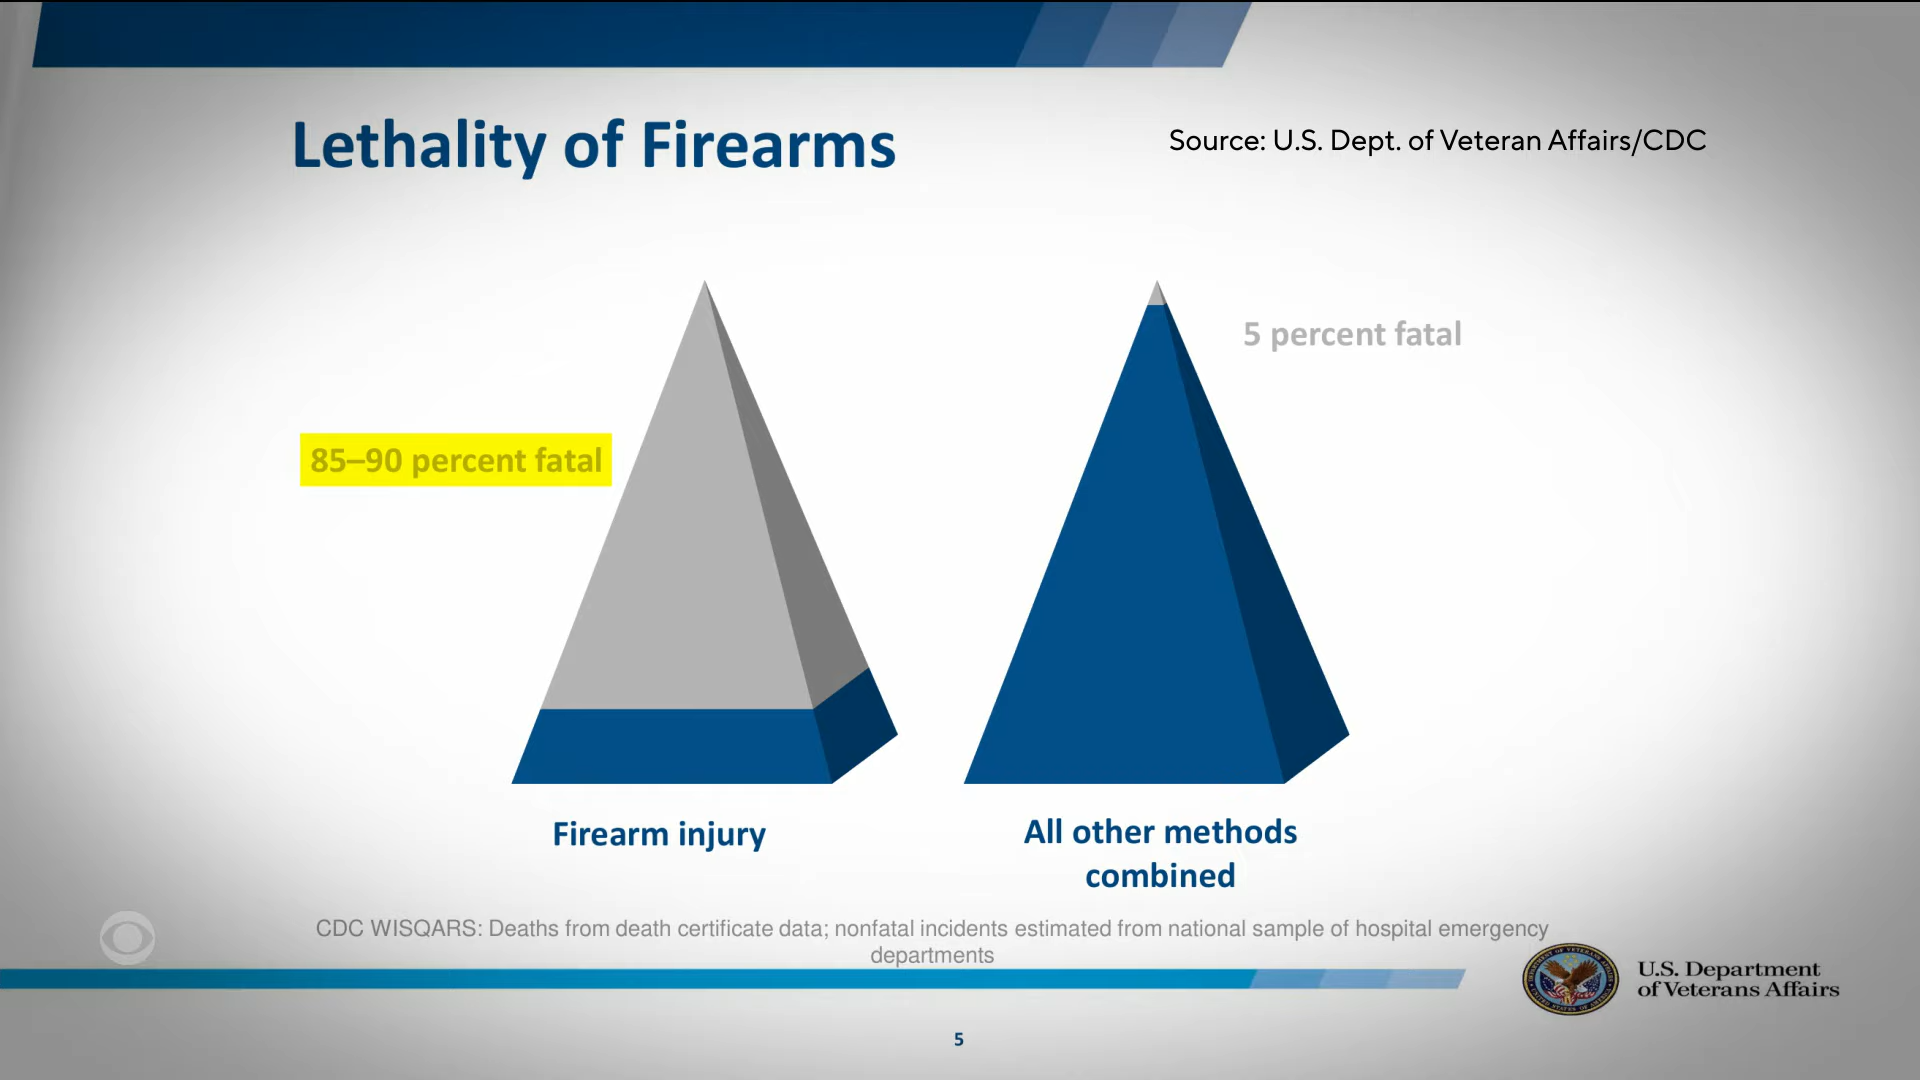 Lethality of Firearms
Source: U.S. Dept. of Veteran Affairs/CDC
5 percent fatal
85–90 percent fatal
Firearm injury
All other methods
combined
CDC WISQARS: Deaths from death certificate data; nonfatal incidents estimated from national sample of hospital emergency
departments
U.S. Department
of Veterans Affairs
5